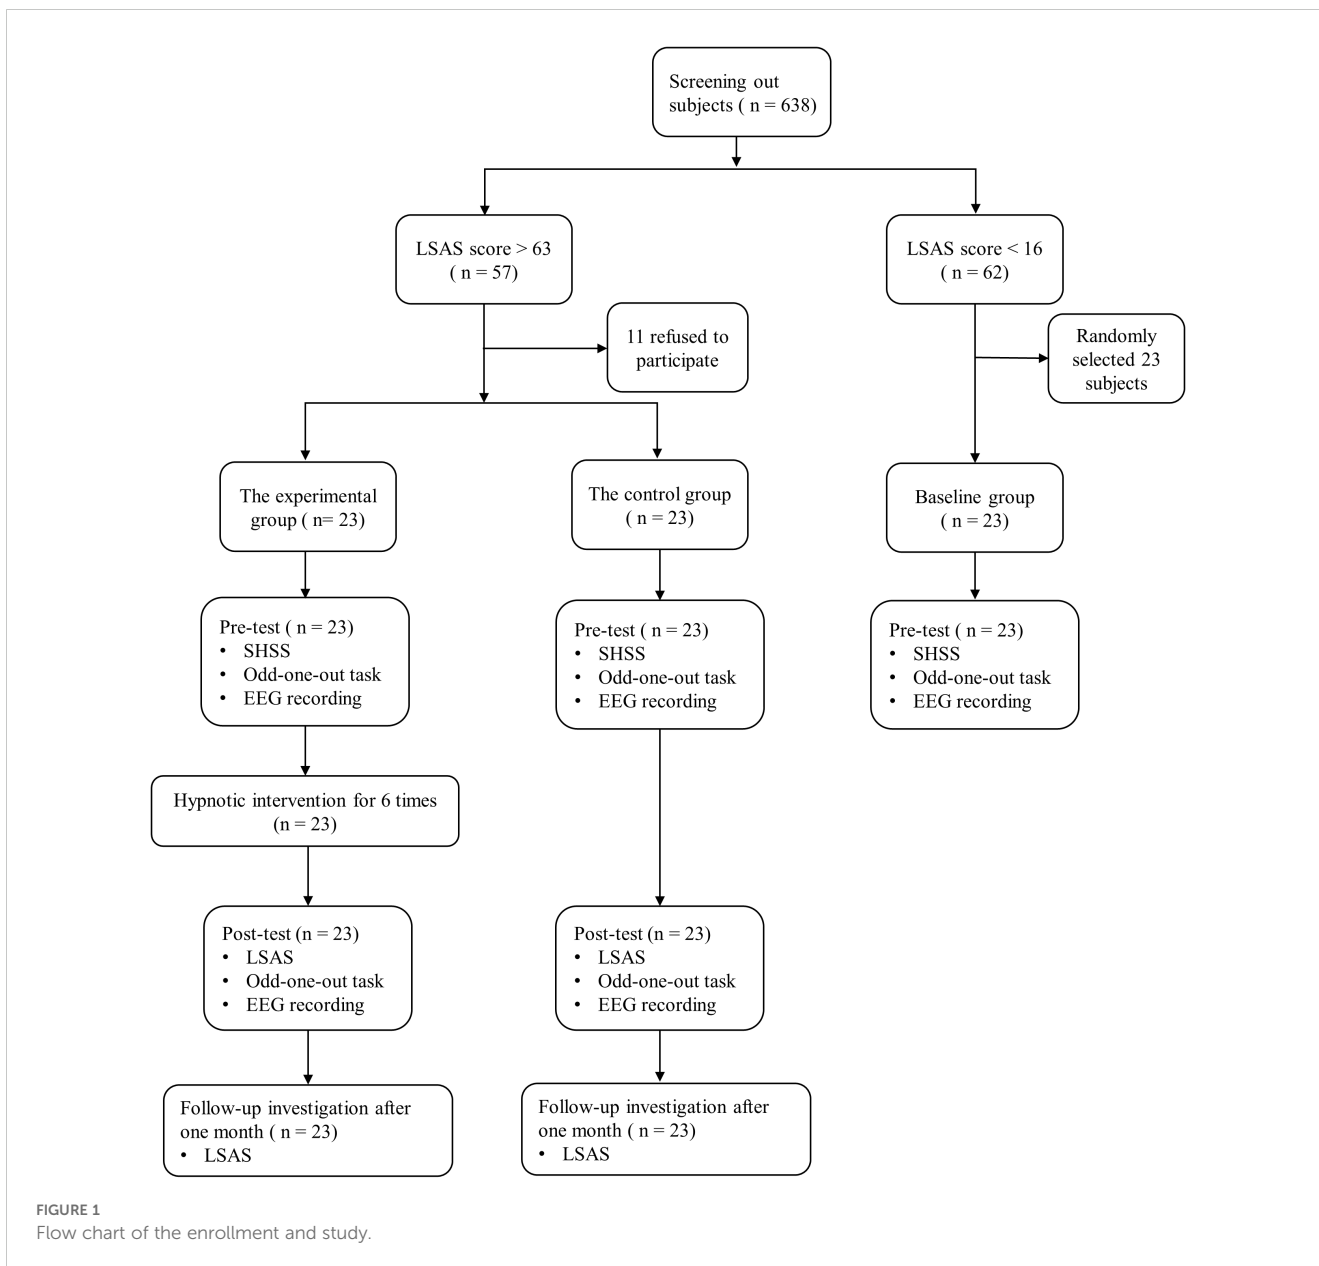 Screening out
subjects ( n = 638)
LSAS score > 63
( n = 57)
LSAS score < 16
( n = 62)
11 refused to
participate
Randomly
selected 23
subjects
The experimental
group ( n= 23)
The control group
( n = 23)
Baseline group
( n = 23)
Pre-test ( n = 23)
• SHSS
• Odd-one-out task
• EEG recording
Pre-test ( n = 23)
• SHSS
• Odd-one-out task
• EEG recording
Pre-test ( n = 23)
• SHSS
• Odd-one-out task
• EEG recording
Hypnotic intervention for 6 times
(n = 23)
Post-test (n = 23)
• LSAS
• Odd-one-out task
• EEG recording
Post-test (n = 23)
• LSAS
• Odd-one-out task
• EEG recording
Follow-up investigation after
one month ( n = 23)
• LSAS
Follow-up investigation after
one month ( n = 23)
• LSAS
FIGURE 1
Flow chart of the enrollment and study.